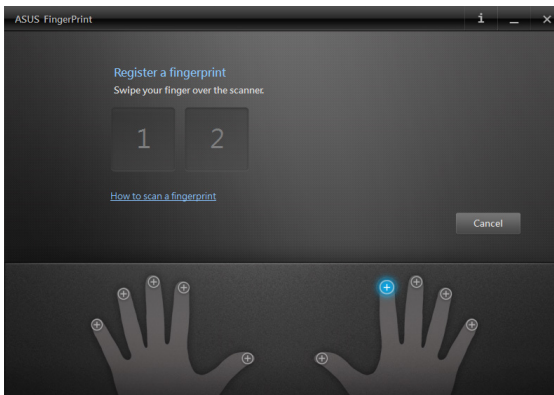 ASUS FingerPrint
Register a fingerprint
Swipe your finger over the scanner.
1 2
How to scan a fingerprint
Cancel